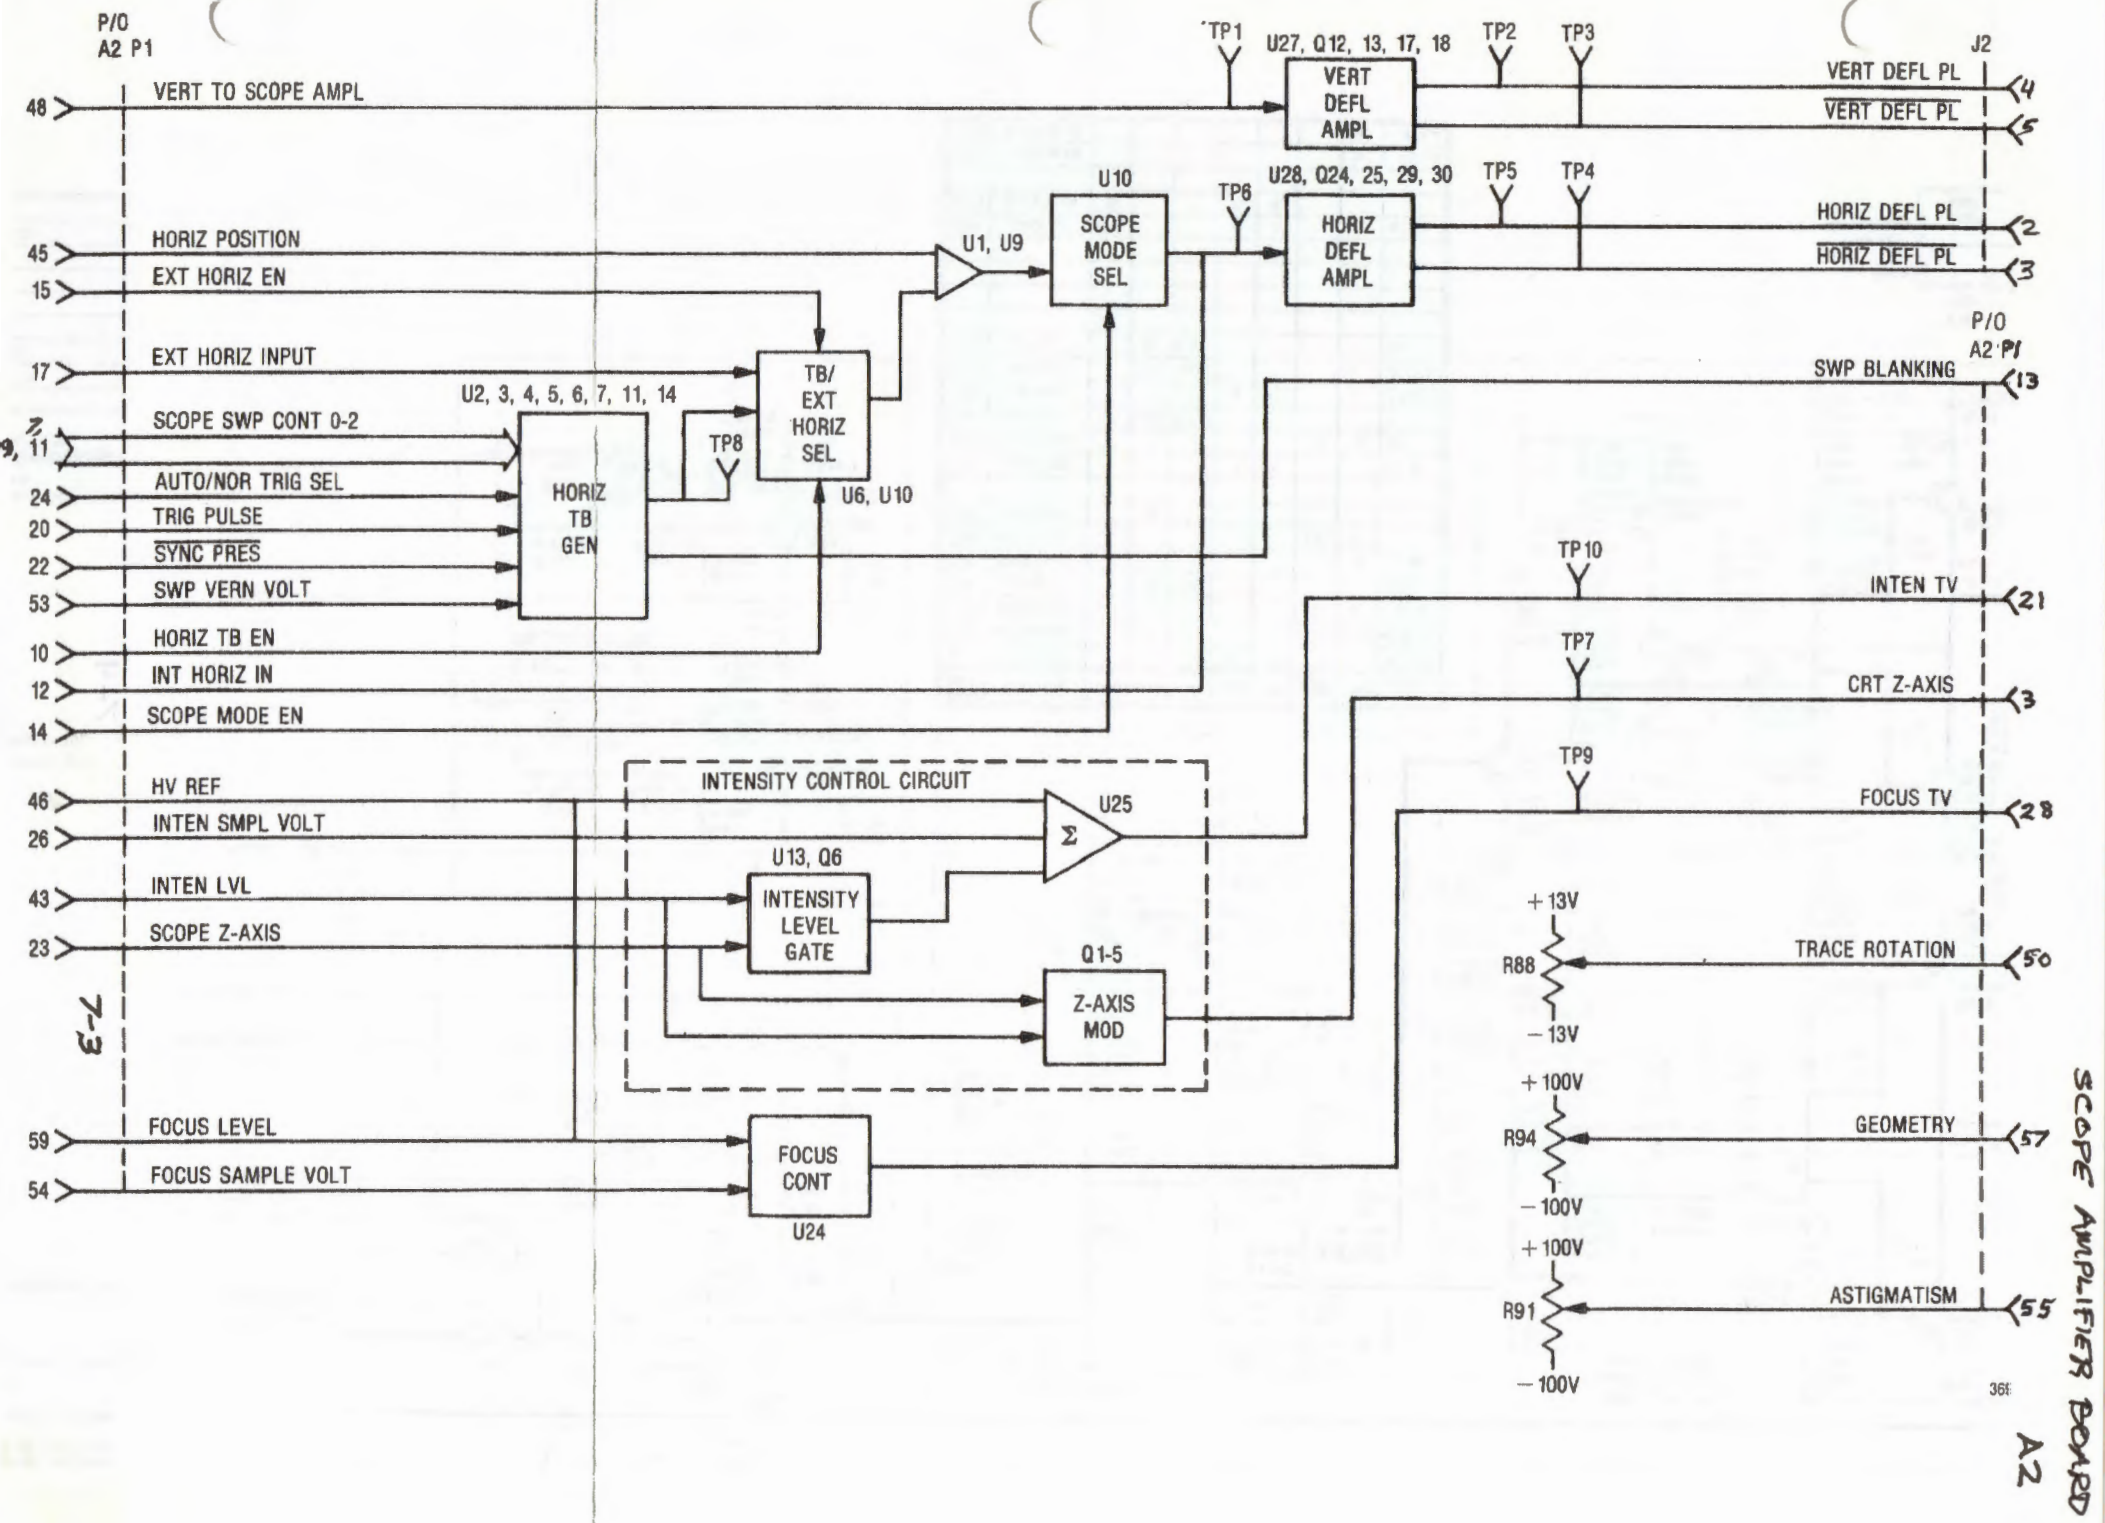 P/O
A2 P1
48 VERT TO SCOPE AMPL
45 HORIZ POSITION
15 EXT HORIZ EN
17 EXT HORIZ INPUT
7,
9, 11 SCOPE SWP CONT 0-2
24 AUTO/NOR TRIG SEL
20 TRIG PULSE
22 SYNC PRES
53 SWP VERN VOLT
10 HORIZ TB EN
12 INT HORIZ IN
14 SCOPE MODE EN
46 HV REF
26 INTEN SMPL VOLT
43 INTEN LVL
23 SCOPE Z-AXIS
7-3
59 FOCUS LEVEL
54 FOCUS SAMPLE VOLT
U2, 3, 4, 5, 6, 7, 11, 14
HORIZ
TB
GEN
TP8
TB/
EXT
HORIZ
SEL
U6, U10
U1, U9
U10
SCOPE
MODE
SEL
TP1
U27, Q12, 13, 17, 18
VERT
DEFL
AMPL
TP2
TP3
TP6
U28, Q24, 25, 29, 30
HORIZ
DEFL
AMPL
TP5
TP4
INTENSITY CONTROL CIRCUIT
U25
Σ
U13, Q6
INTENSITY
LEVEL
GATE
Q1-5
Z-AXIS
MOD
FOCUS
CONT
U24
J2
VERT DEFL PL 4
VERT DEFL PL 5
HORIZ DEFL PL 2
HORIZ DEFL PL 3
P/O
A2 P1
SWP BLANKING 13
TP10
INTEN TV 21
TP7
CRT Z-AXIS 3
TP9
FOCUS TV 28
+13V
R88
TRACE ROTATION 50
-13V
+100V
R94
GEOMETRY 57
-100V
+100V
R91
ASTIGMATISM 55
-100V
SCOPE AMPLIFIER BOARD
A2